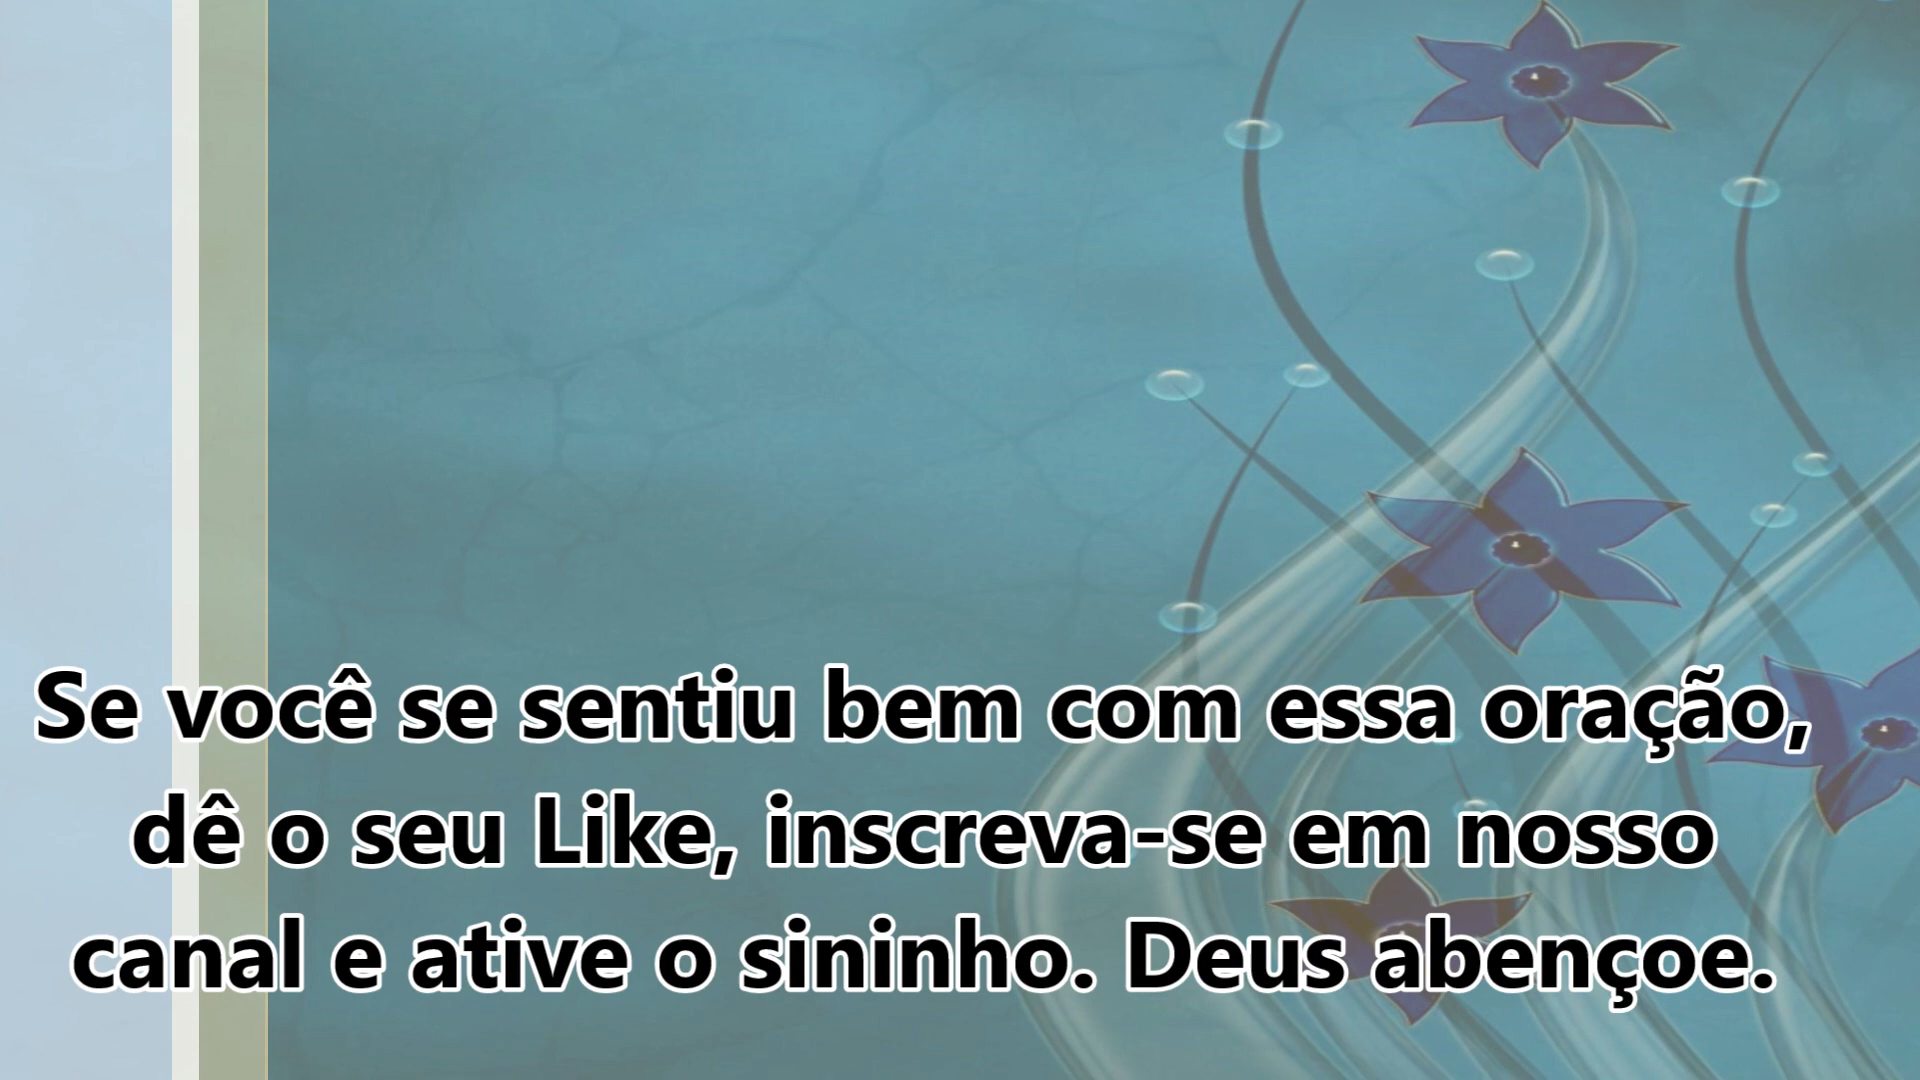 Se você se sentiu bem com essa oração,
dê o seu Like, inscreva-se em nosso
canal e ative o sininho. Deus abençoe.